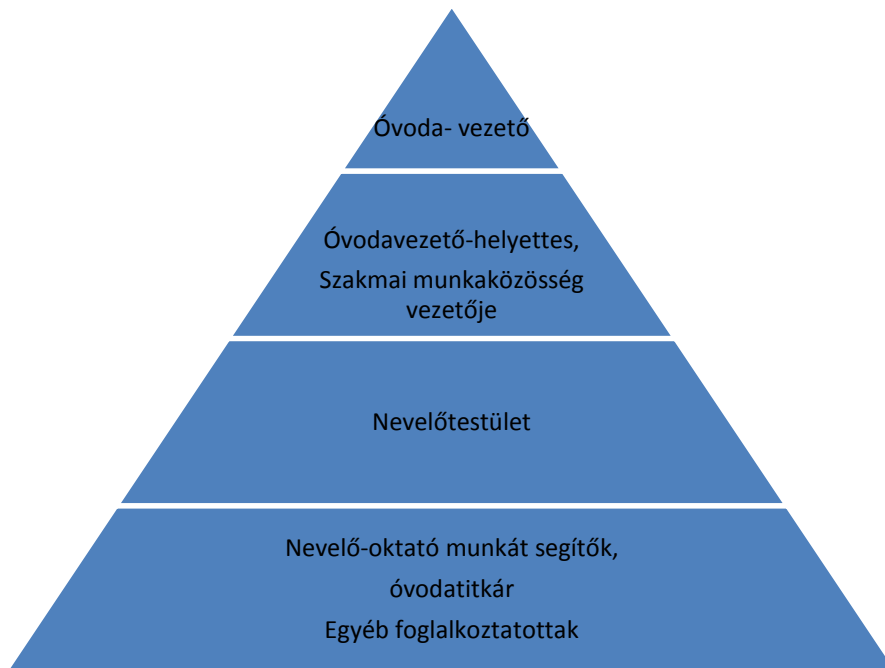 Óvoda- vezető
Óvodavezető-helyettes,
Szakmai munkaközösség
vezetője
Nevelőtestület
Nevelő-oktató munkát segítők,
óvodatitkár
Egyéb foglalkoztatottak